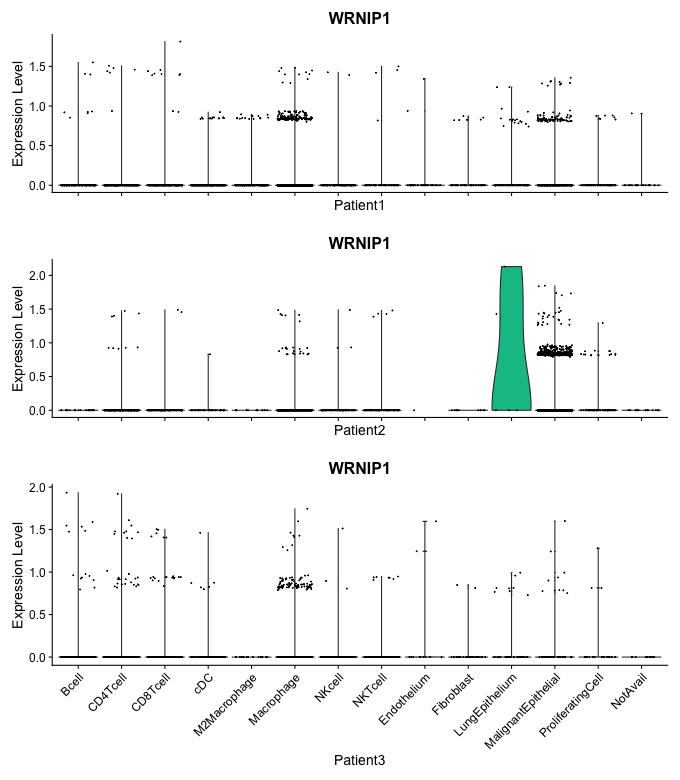 WRNIP1
Expression Level
1.5
1.0
0.5
0.0
Patient1
WRNIP1
Expression Level
2.0
1.5
1.0
0.5
0.0
Patient2
WRNIP1
Expression Level
2.0
1.5
1.0
0.5
0.0
Bcell
CD4Tcell
CD8Tcell
cDC
M2Macrophage
Macrophage
NKcell
NKTcell
Endothelium
Fibroblast
LungEpithelium
MalignantEpithelial
ProliferatingCell
NotAvail
Patient3